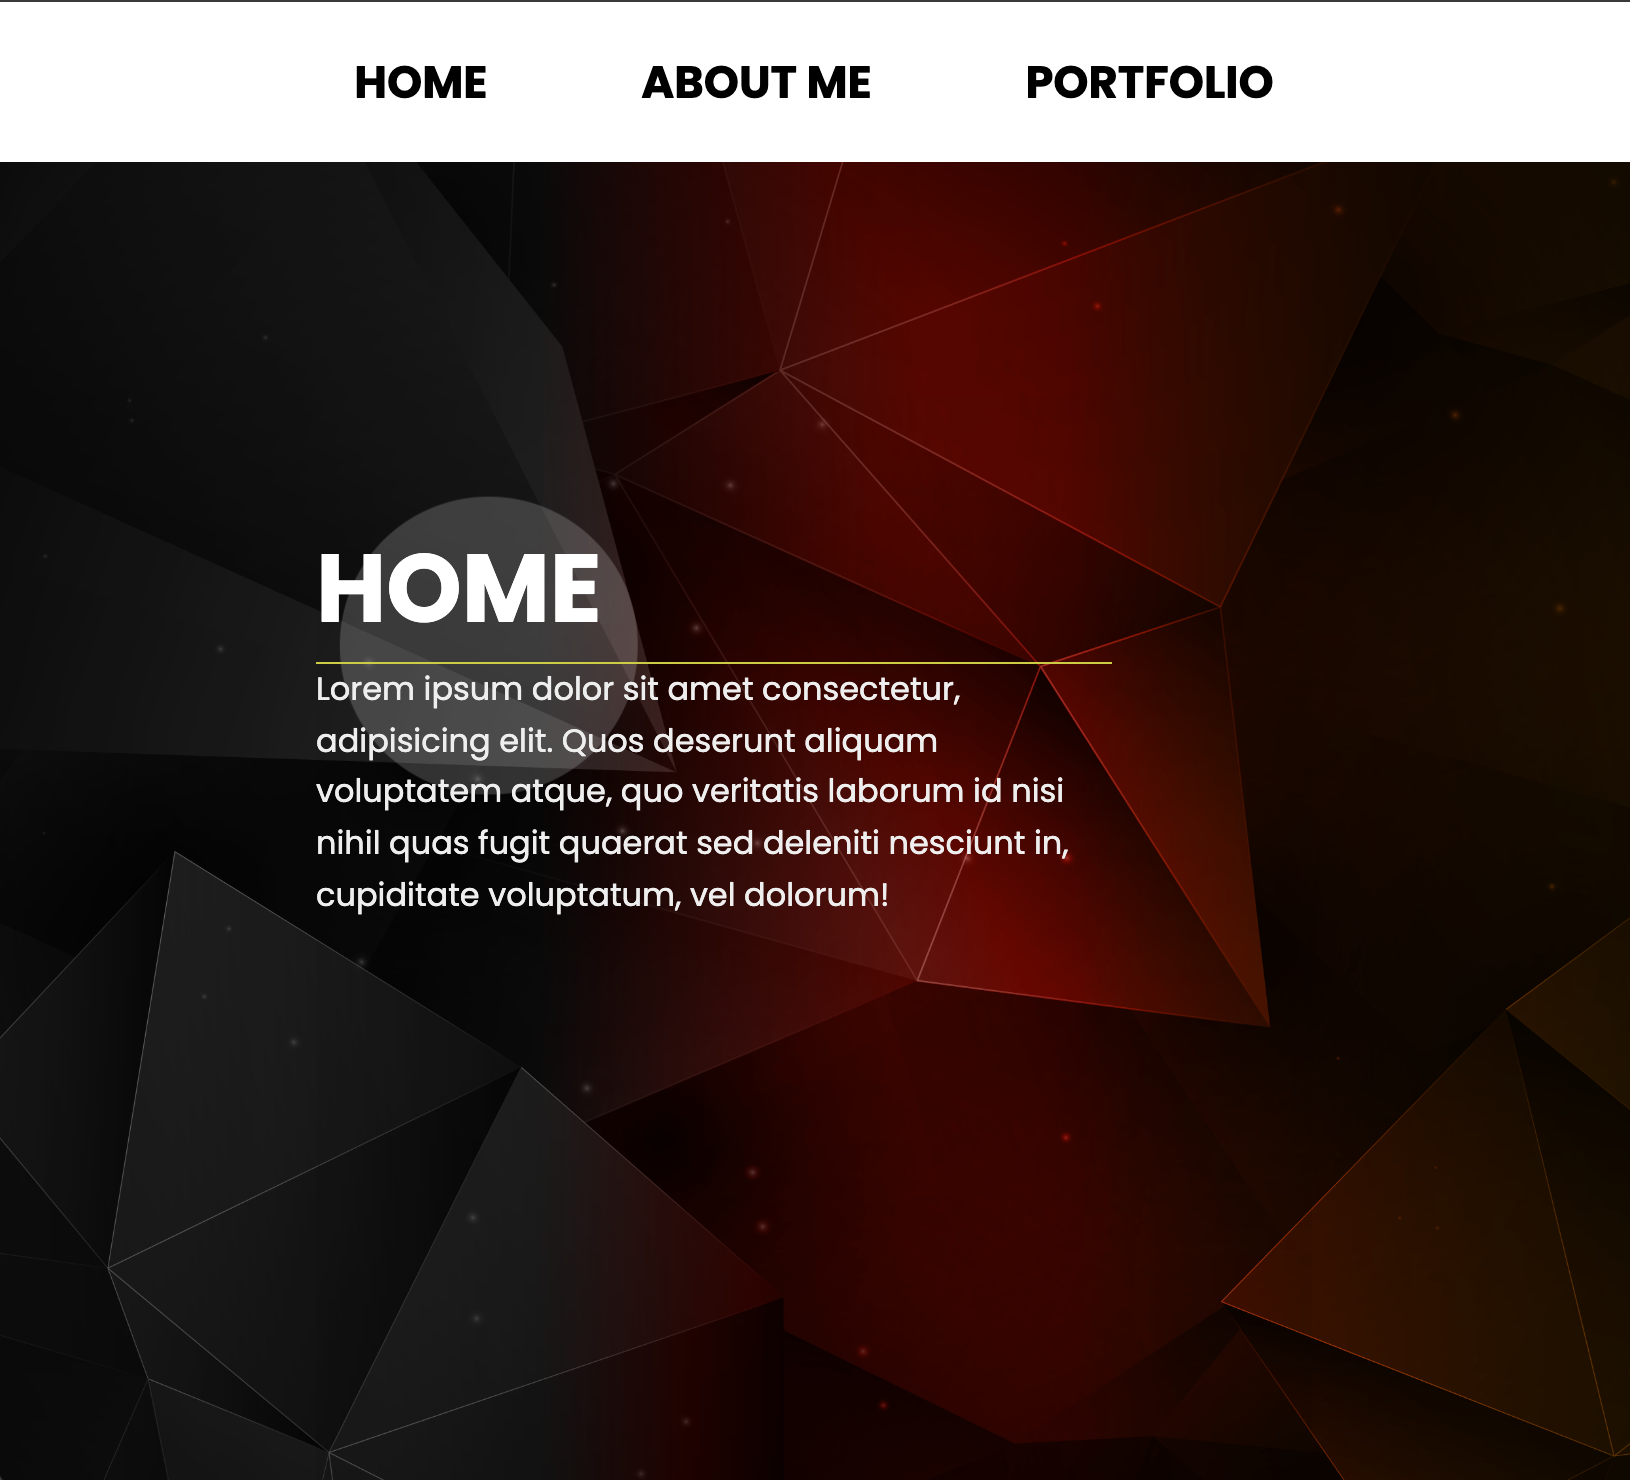 HOME ABOUT ME PORTFOLIO
HOME
Lorem ipsum dolor sit amet consectetur,
adipisicing elit. Quos deserunt aliquam
voluptatem atque, quo veritatis laborum id nisi
nihil quas fugit quaerat sed deleniti nesciunt in,
cupiditate voluptatum, vel dolorum!